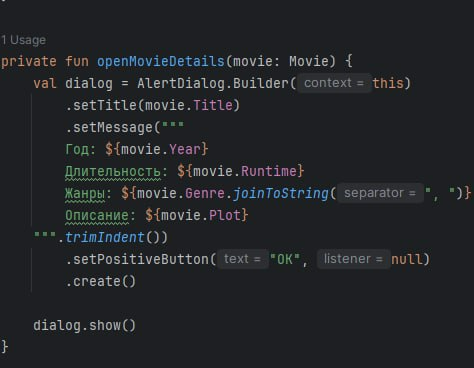 1 Usage
private fun openMovieDetails(movie: Movie) {
    val dialog = AlertDialog.Builder( context = this)
        .setTitle(movie.Title)
        .setMessage("""
        Год: ${movie.Year}
        Длительность: ${movie.Runtime}
        Жанры: ${movie.Genre.joinToString( separator = ", ")}
        Описание: ${movie.Plot}
    """.trimIndent())
        .setPositiveButton( text = "OK", listener = null)
        .create()
    dialog.show()
}